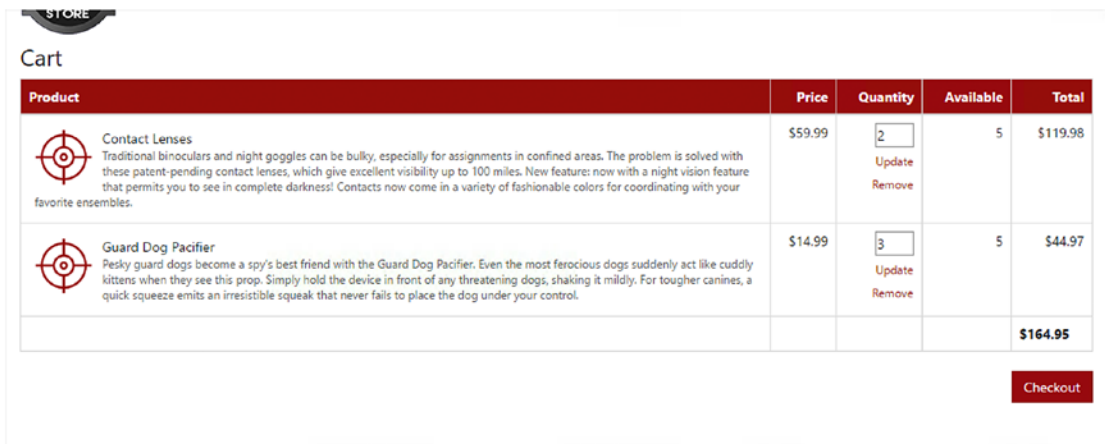 STORE
Cart
Product Price Quantity Available Total
Contact Lenses $59.99 2 5 $119.98
Traditional binoculars and night goggles can be bulky, especially for assignments in confined areas. The problem is solved with
these patent-pending contact lenses, which give excellent visibility up to 100 miles. New feature: now with a night vision feature
that permits you to see in complete darkness! Contacts now come in a variety of fashionable colors for coordinating with your
favorite ensembles.
Update
Remove
Guard Dog Pacifier $14.99 3 5 $44.97
Pesky guard dogs become a spy's best friend with the Guard Dog Pacifier. Even the most ferocious dogs suddenly act like cuddly
kittens when they see this prop. Simply hold the device in front of any threatening dogs, shaking it mildly. For tougher canines, a
quick squeeze emits an irresistible squeak that never fails to place the dog under your control.
Update
Remove
$164.95
Checkout